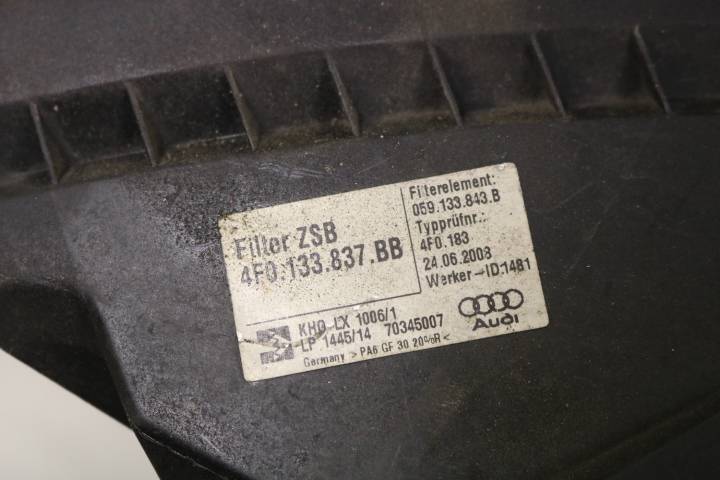 Filter ZSB
4F0.133.837.BB
Filterelement:
059.133.843.B
Typprüfnr.:
4F0.183
24.06.2008
Werker-ID:1481
KHO LX 1006/1
LP 1445/14 70345007
Germany >PA6 GF 30 20%R<
Audi